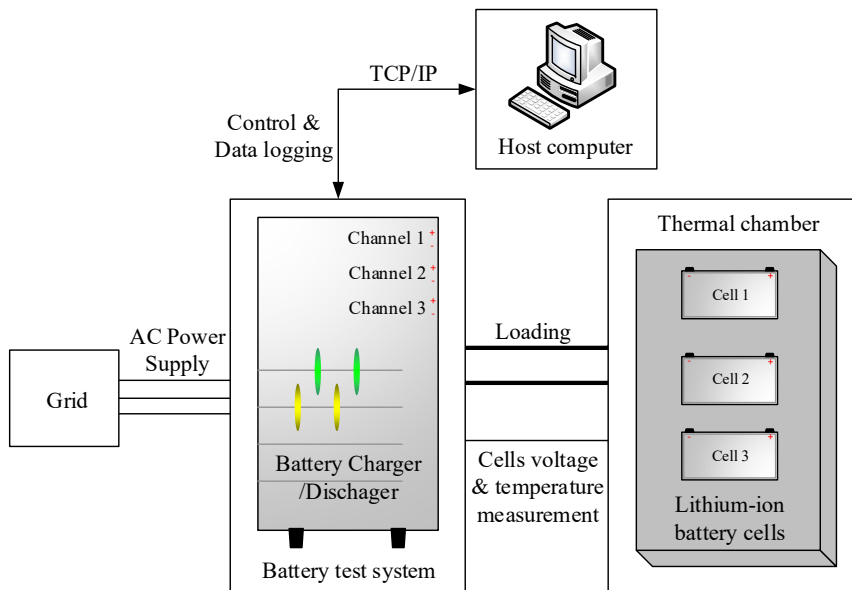 TCP/IP
Control &
Data logging
Host computer
Channel 1 + -
Channel 2 + -
Channel 3 + -
Battery Charger
/Dischager
Battery test system
AC Power
Supply
Grid
Loading
Cells voltage
& temperature
measurement
Thermal chamber
- +
Cell 1
- +
Cell 2
- +
Cell 3
Lithium-ion
battery cells